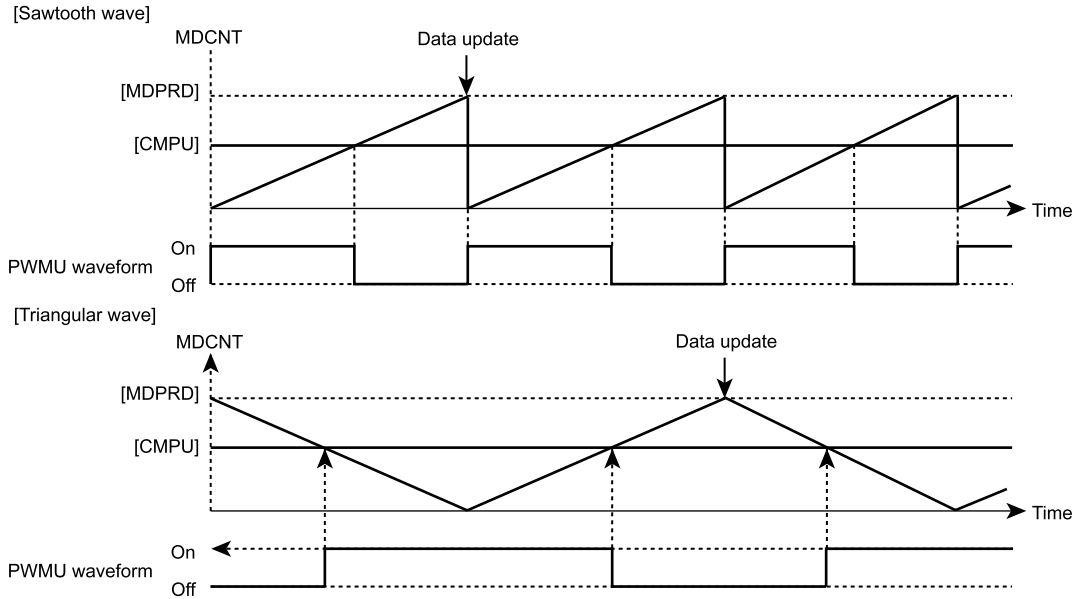 [Sawtooth wave]
MDCNT
Data update
[MDPRD]
[CMPU]
Time
On
PWMU waveform
Off
[Triangular wave]
MDCNT
Data update
[MDPRD]
[CMPU]
Time
On
PWMU waveform
Off